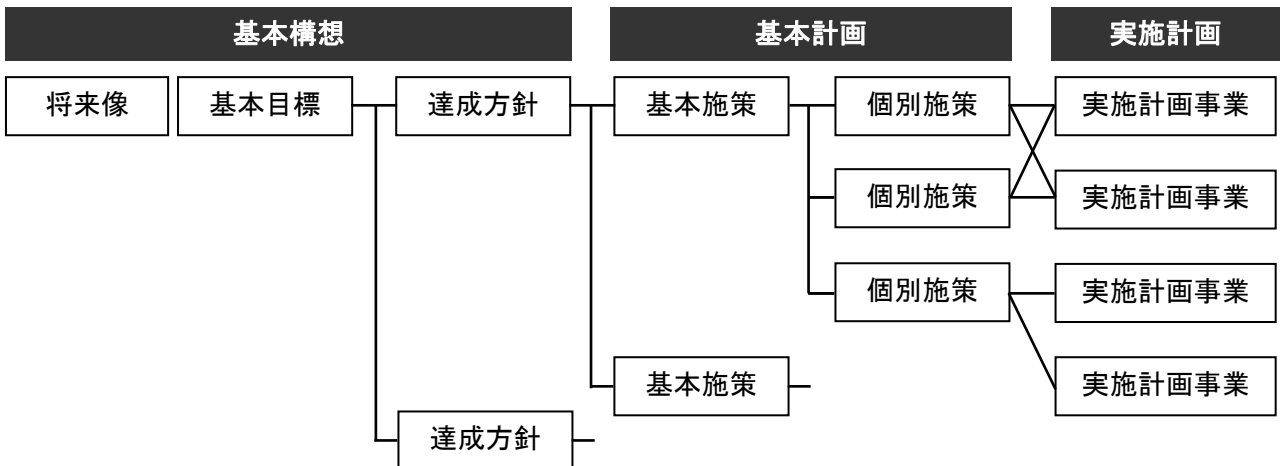 基本構想
基本計画
実施計画
将来像
基本目標
達成方針
基本施策
個別施策
実施計画事業
個別施策
実施計画事業
個別施策
実施計画事業
基本施策
実施計画事業
達成方針